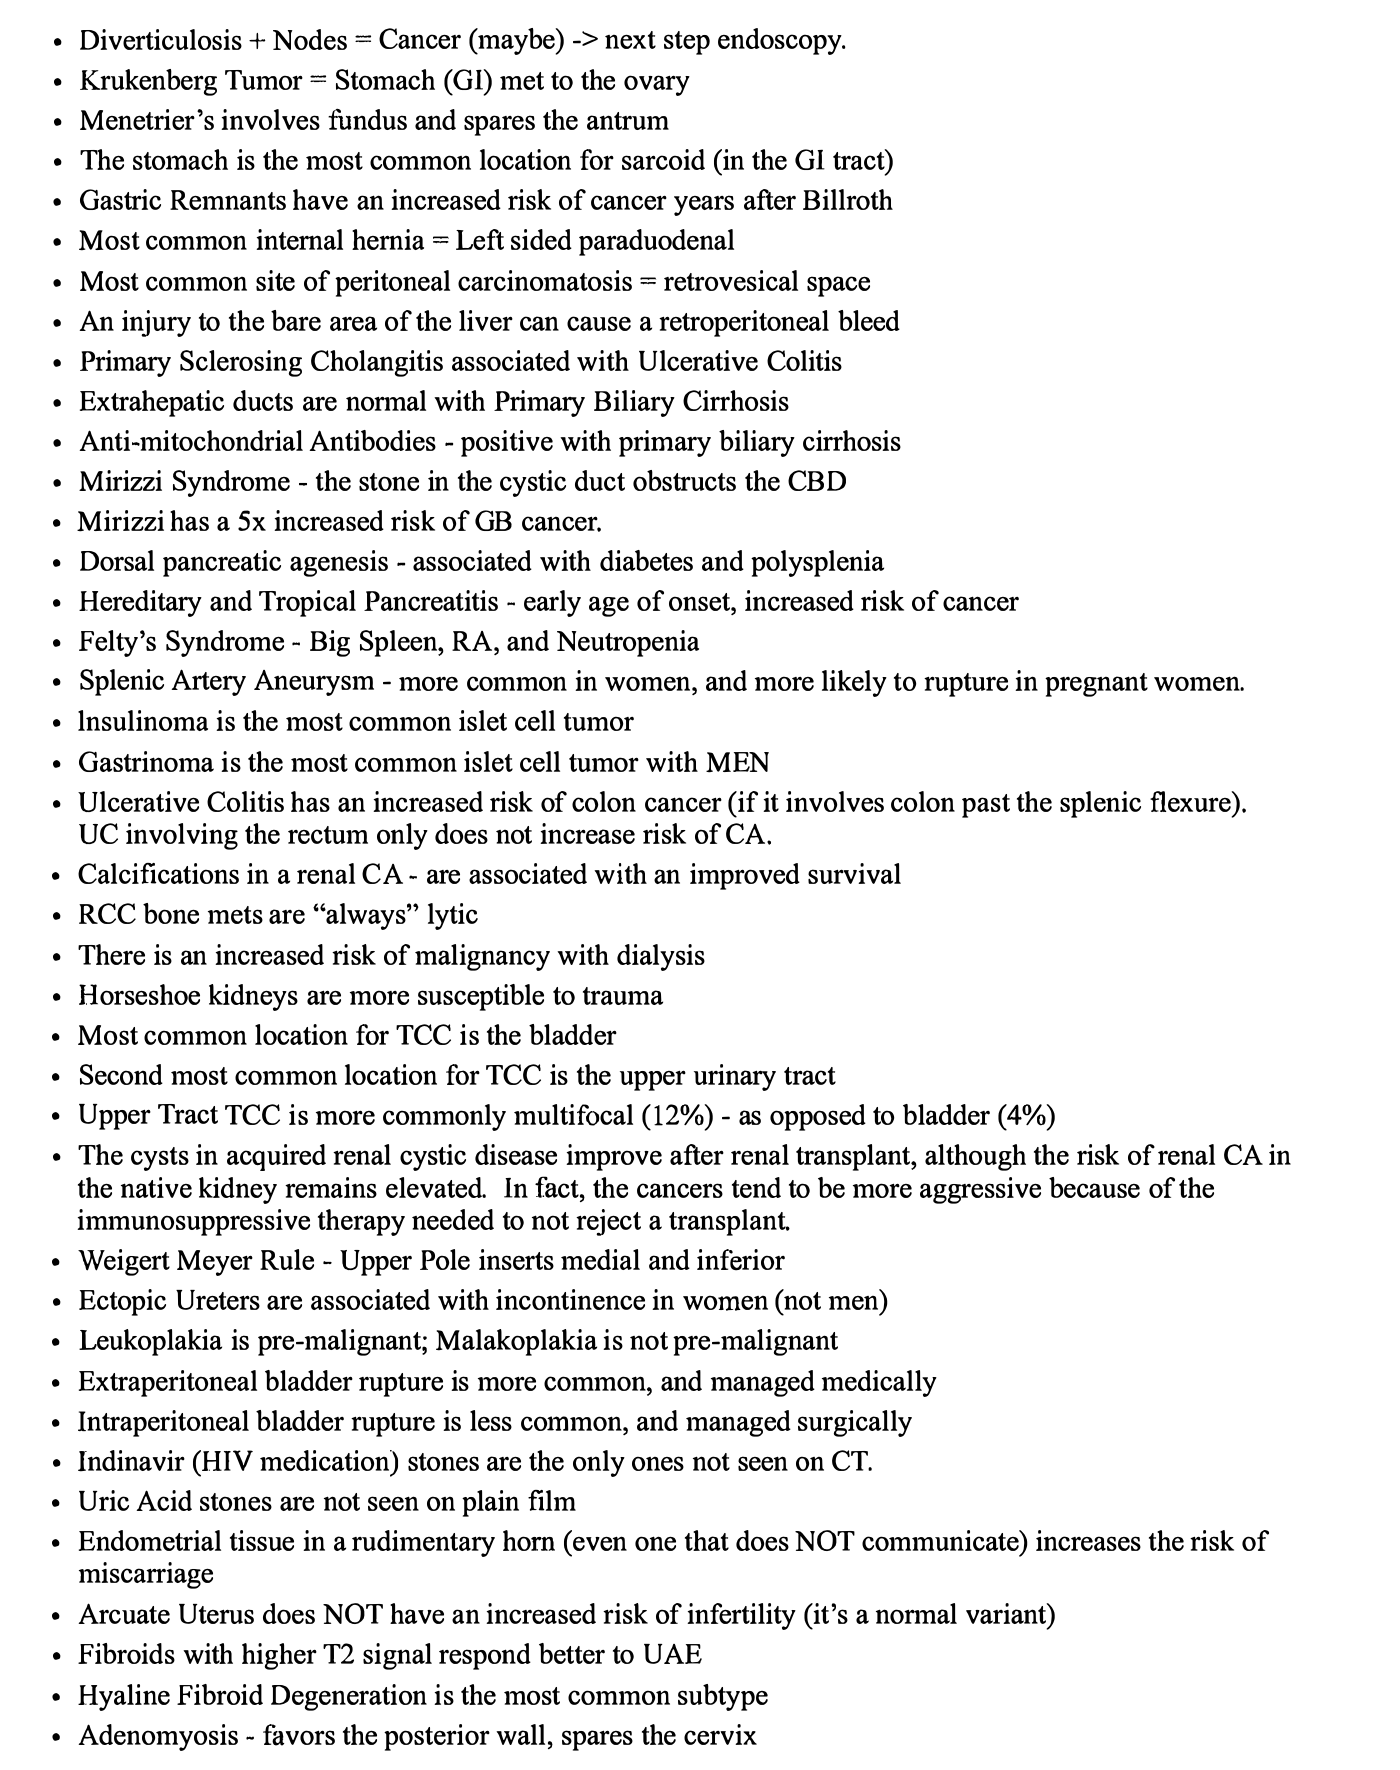 • Diverticulosis + Nodes = Cancer (maybe) -> next step endoscopy.
• Krukenberg Tumor = Stomach (GI) met to the ovary
• Menetrier's involves fundus and spares the antrum
• The stomach is the most common location for sarcoid (in the GI tract)
• Gastric Remnants have an increased risk of cancer years after Billroth
• Most common internal hernia = Left sided paraduodenal
• Most common site of peritoneal carcinomatosis = retrovesical space
• An injury to the bare area of the liver can cause a retroperitoneal bleed
• Primary Sclerosing Cholangitis associated with Ulcerative Colitis
• Extrahepatic ducts are normal with Primary Biliary Cirrhosis
• Anti-mitochondrial Antibodies - positive with primary biliary cirrhosis
• Mirizzi Syndrome - the stone in the cystic duct obstructs the CBD
• Mirizzi has a 5x increased risk of GB cancer.
• Dorsal pancreatic agenesis - associated with diabetes and polysplenia
• Hereditary and Tropical Pancreatitis - early age of onset, increased risk of cancer
• Felty's Syndrome - Big Spleen, RA, and Neutropenia
• Splenic Artery Aneurysm - more common in women, and more likely to rupture in pregnant women.
• lnsulinoma is the most common islet cell tumor
• Gastrinoma is the most common islet cell tumor with MEN
• Ulcerative Colitis has an increased risk of colon cancer (if it involves colon past the splenic flexure).
UC involving the rectum only does not increase risk of CA.
• Calcifications in a renal CA - are associated with an improved survival
• RCC bone mets are “always” lytic
• There is an increased risk of malignancy with dialysis
• Horseshoe kidneys are more susceptible to trauma
• Most common location for TCC is the bladder
• Second most common location for TCC is the upper urinary tract
• Upper Tract TCC is more commonly multifocal (12%) - as opposed to bladder (4%)
• The cysts in acquired renal cystic disease improve after renal transplant, although the risk of renal CA in
the native kidney remains elevated. In fact, the cancers tend to be more aggressive because of the
immunosuppressive therapy needed to not reject a transplant.
• Weigert Meyer Rule - Upper Pole inserts medial and inferior
• Ectopic Ureters are associated with incontinence in women (not men)
• Leukoplakia is pre-malignant; Malakoplakia is not pre-malignant
• Extraperitoneal bladder rupture is more common, and managed medically
• Intraperitoneal bladder rupture is less common, and managed surgically
• Indinavir (HIV medication) stones are the only ones not seen on CT.
• Uric Acid stones are not seen on plain film
• Endometrial tissue in a rudimentary horn (even one that does NOT communicate) increases the risk of
miscarriage
• Arcuate Uterus does NOT have an increased risk of infertility (it's a normal variant)
• Fibroids with higher T2 signal respond better to UAE
• Hyaline Fibroid Degeneration is the most common subtype
• Adenomyosis - favors the posterior wall, spares the cervix